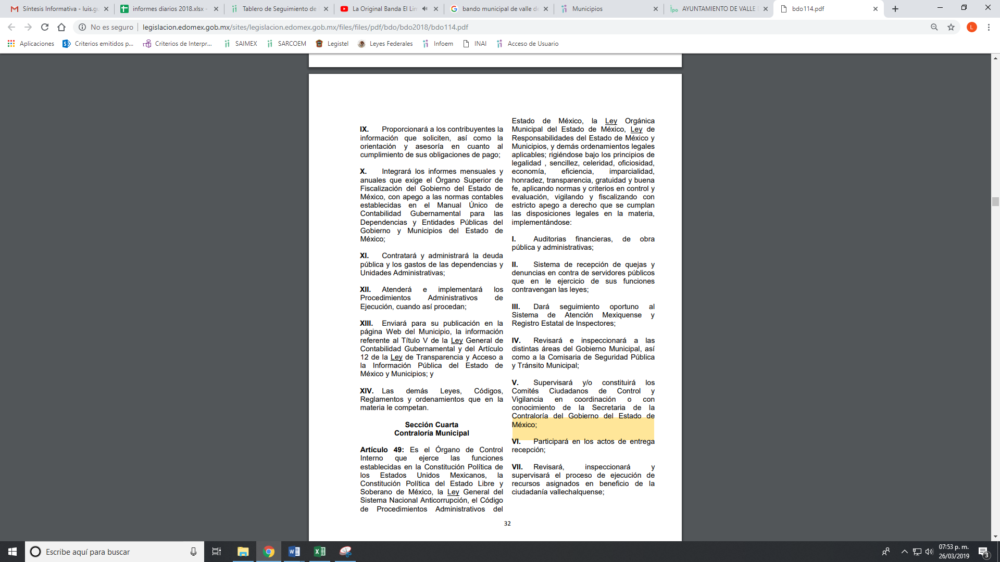 Síntesis Informativa - luis.gu
informes diarios 2018.xlsx -
Tablero de Seguimiento de
La Original Banda El Lim
bando municipal de valle d
Municipios
AYUNTAMIENTO DE VALLE
bdo114.pdf
No es seguro
legislacion.edomex.gob.mx/sites/legislacion.edomex.gob.mx/files/files/pdf/bdo/bdo2018/bdo114.pdf
L
Aplicaciones
Criterios emitidos p...
Criterios de Interpr...
SAIMEX
SARCOEM
Legistel
Leyes Federales
Infoem
INAI
Acceso de Usuario
IX. Proporcionará a los contribuyentes la
información que soliciten, así como la
orientación y asesoría en cuanto al
cumplimiento de sus obligaciones de pago;
X. Integrará los informes mensuales y
anuales que exige el Órgano Superior de
Fiscalización del Gobierno del Estado de
México, con apego a las normas contables
establecidas en el Manual Único de
Contabilidad Gubernamental para las
Dependencias y Entidades Públicas del
Gobierno y Municipios del Estado de
México;
XI. Contratará y administrará la deuda
pública y los gastos de las dependencias y
Unidades Administrativas;
XII. Atenderá e implementará los
Procedimientos Administrativos de
Ejecución, cuando así procedan;
XIII. Enviará para su publicación en la
página Web del Municipio, la información
referente al Título V de la Ley General de
Contabilidad Gubernamental y del Artículo
12 de la Ley de Transparencia y Acceso a
la Información Pública del Estado de
México y Municipios; y
XIV. Las demás Leyes, Códigos,
Reglamentos y ordenamientos que en la
materia le competan.
Sección Cuarta
Contraloría Municipal
Artículo 49: Es el Órgano de Control
Interno que ejerce las funciones
establecidas en la Constitución Política de
los Estados Unidos Mexicanos, la
Constitución Política del Estado Libre y
Soberano de México, la Ley General del
Sistema Nacional Anticorrupción, el Código
de Procedimientos Administrativos del
Estado de México, la Ley Orgánica
Municipal del Estado de México, Ley de
Responsabilidades del Estado de México y
Municipios, y demás ordenamientos legales
aplicables; rigiéndose bajo los principios de
legalidad , sencillez, celeridad, oficiosidad,
economía, eficiencia, imparcialidad,
honradez, transparencia, gratuidad y buena
fe, aplicando normas y criterios en control y
evaluación, vigilando y fiscalizando con
estricto apego a derecho que se cumplan
las disposiciones legales en la materia,
implementándose:
I. Auditorias financieras, de obra
pública y administrativas;
II. Sistema de recepción de quejas y
denuncias en contra de servidores públicos
que en le ejercicio de sus funciones
contravengan las leyes;
III. Dará seguimiento oportuno al
Sistema de Atención Mexiquense y
Registro Estatal de Inspectores;
IV. Revisará e inspeccionará a las
distintas áreas del Gobierno Municipal, así
como a la Comisaria de Seguridad Pública
y Tránsito Municipal;
V. Supervisará y/o constituirá los
Comités Ciudadanos de Control y
Vigilancia en coordinación o con
conocimiento de la Secretaria de la
Contraloría del Gobierno del Estado de
México;
VI. Participará en los actos de entrega
recepción;
VII. Revisará, inspeccionará y
supervisará el proceso de ejecución de
recursos asignados en beneficio de la
ciudadanía vallechalquense;
32
Escribe aquí para buscar
07:53 p. m.
26/03/2019
3